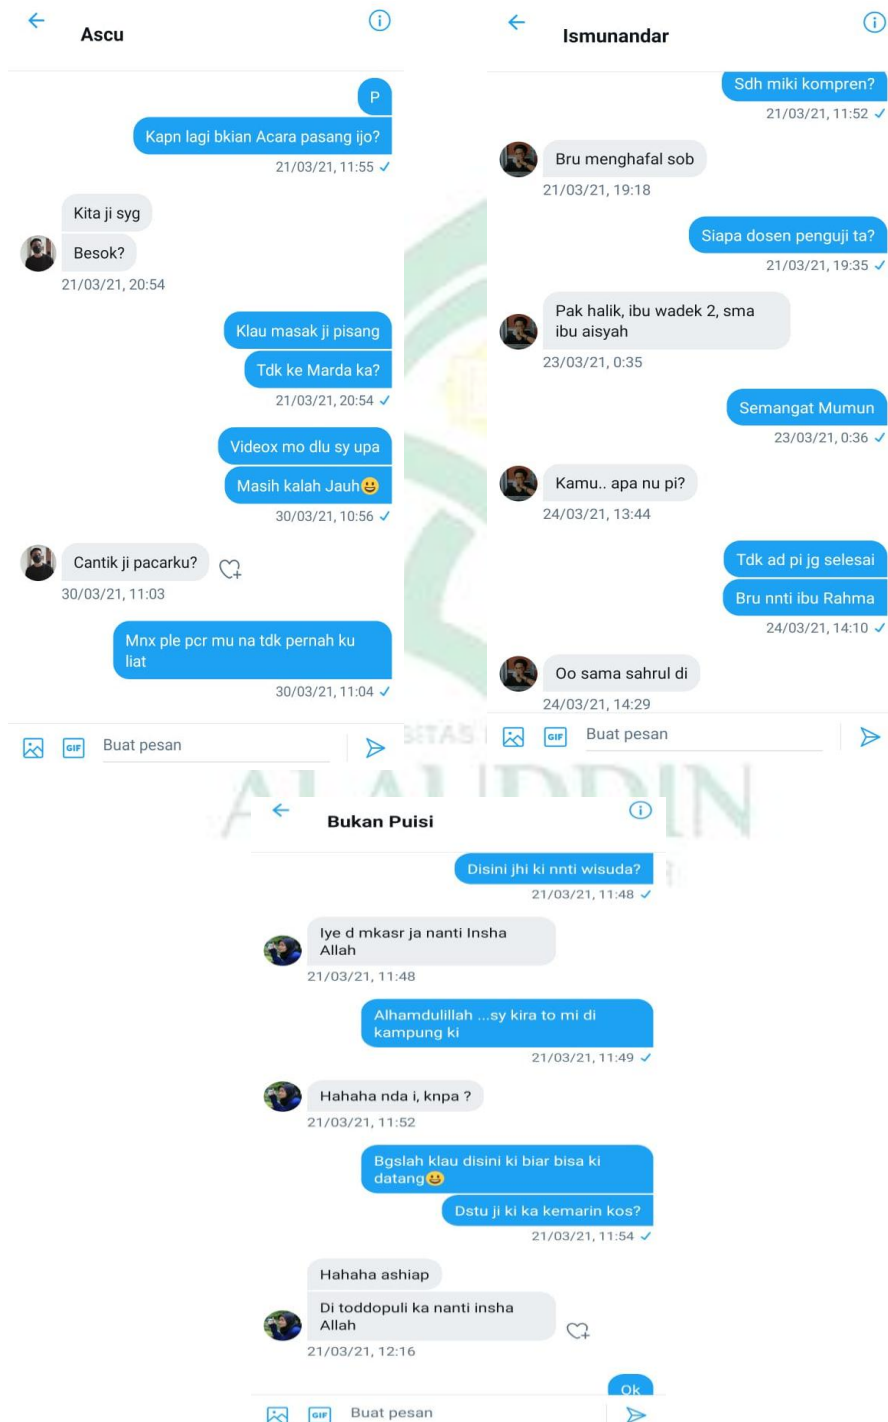 Ascu
P
Kapn lagi bkian Acara pasang ijo?
21/03/21, 11:55
Kita ji syg
Besok?
21/03/21, 20:54
Klau masak ji pisang
Tdk ke Marda ka?
21/03/21, 20:54
Videox mo dlu sy upa
Masih kalah Jauh😀
30/03/21, 10:56
Cantik ji pacarku?
30/03/21, 11:03
Mnx ple pcr mu na tdk pernah ku
liat
30/03/21, 11:04
GIF
Buat pesan
Ismunandar
Sdh miki kompren?
21/03/21, 11:52
Bru menghafal sob
21/03/21, 19:18
Siapa dosen penguji ta?
21/03/21, 19:35
Pak halik, ibu wadek 2, sma
ibu aisyah
23/03/21, 0:35
Semangat Mumun
23/03/21, 0:36
Kamu.. apa nu pi?
24/03/21, 13:44
Tdk ad pi jg selesai
Bru nnti ibu Rahma
24/03/21, 14:10
Oo sama sahrul di
24/03/21, 14:29
GIF
Buat pesan
ALAUDDIN
Bukan Puisi
Disini jhi ki nnti wisuda?
21/03/21, 11:48
Iye d mkasr ja nanti Insha
Allah
21/03/21, 11:48
Alhamdulillah ...sy kira to mi di
kampung ki
21/03/21, 11:49
Hahaha nda i, knpa ?
21/03/21, 11:52
Bgslah klau disini ki biar bisa ki
datang😀
Dstu ji ki ka kemarin kos?
21/03/21, 11:54
Hahaha ashiap
Di toddopuli ka nanti insha
Allah
21/03/21, 12:16
Ok
GIF
Buat pesan